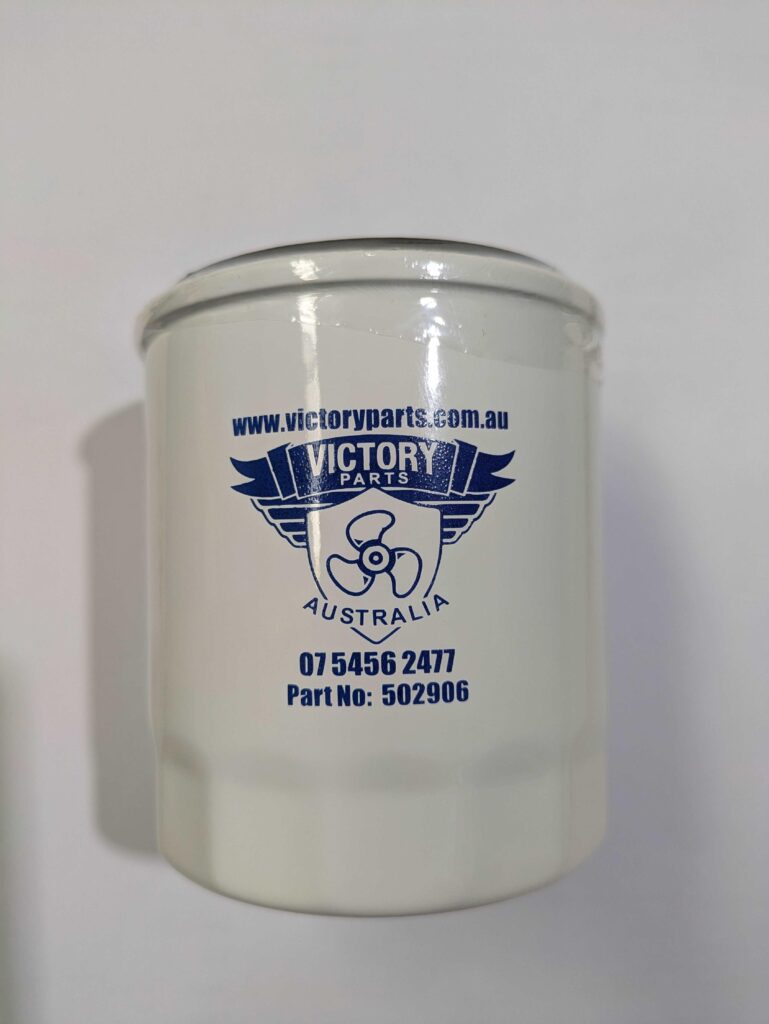 www.victoryparts.com.au
VICTORY
PARTS
AUSTRALIA
07 5456 2477
Part No: 502906